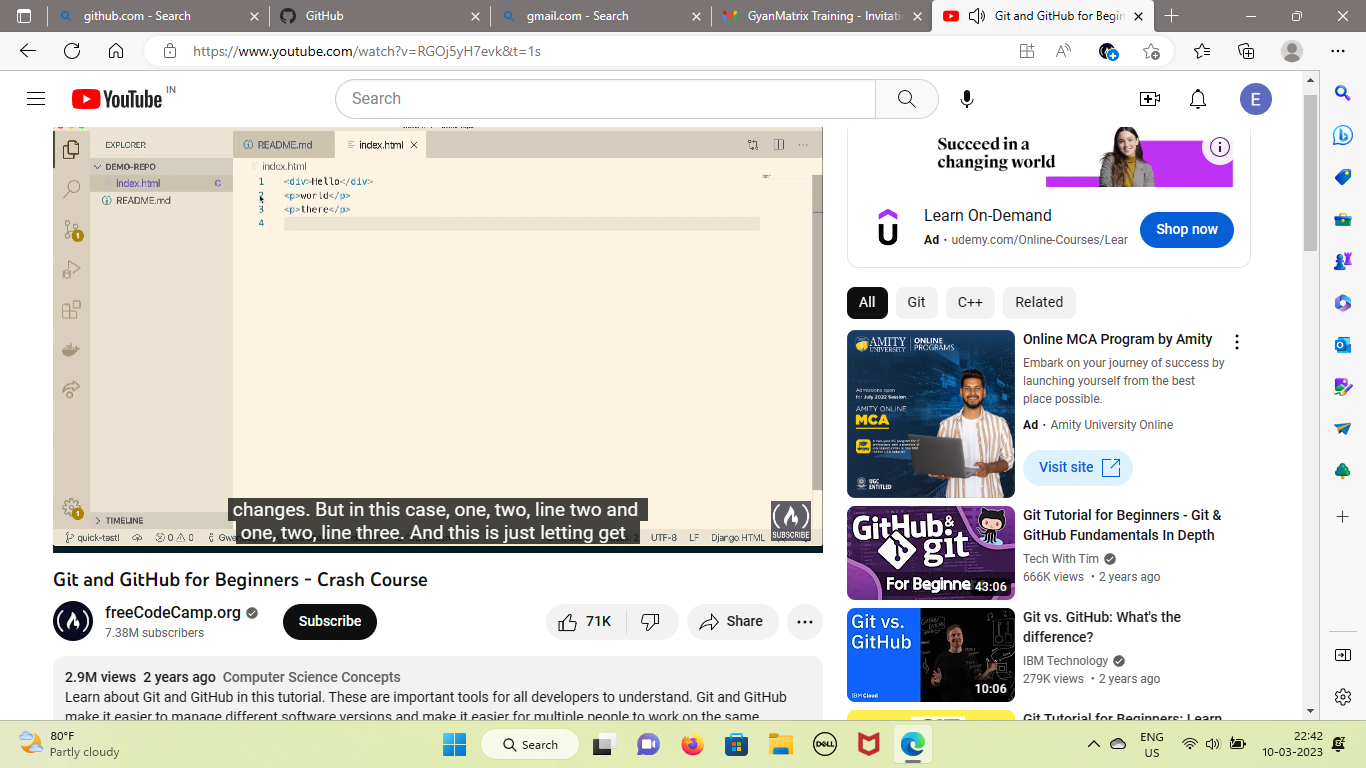 github.com - Search
GitHub
gmail.com - Search
GyanMatrix Training - Invitati
Git and GitHub for Begin
https://www.youtube.com/watch?v=RGOj5yH7evk&t=1s
YouTube IN
Search
E
EXPLORER
DEMO-REPO
index.html C
README.md
README.md
index.html
index.html
1 <div>Hello</div>
2 <p>world</p>
3 <p>there</p>
4
1
1
TIMELINE
changes. But in this case, one, two, line two and
one, two, line three. And this is just letting get
SUBSCRIBE
quick-test! 0 0 UTF-8 LF Django HTML
Succeed in a
changing world
Learn On-Demand
Ad · udemy.com/Online-Courses/Lear
Shop now
All
Git
C++
Related
AMITY UNIVERSITY | ONLINE PROGRAMS
Admissions open
for July 2022 Session
AMITY ONLINE
MCA
UGC
ENTITLED
Online MCA Program by Amity
Embark on your journey of success by
launching yourself from the best
place possible.
Ad · Amity University Online
Visit site
GitHub &
git
For Beginne
43:06
Git Tutorial for Beginners - Git &
GitHub Fundamentals In Depth
Tech With Tim
666K views • 2 years ago
Git vs.
GitHub
IBM Cloud
10:06
Git vs. GitHub: What's the
difference?
IBM Technology
279K views • 2 years ago
Git Tutorial for Beginners: Learn
Git and GitHub for Beginners - Crash Course
freeCodeCamp.org
7.38M subscribers
Subscribe
71K
Share
2.9M views 2 years ago Computer Science Concepts
Learn about Git and GitHub in this tutorial. These are important tools for all developers to understand. Git and GitHub
make it easier to manage different software versions and make it easier for multiple people to work on the same
80°F
Partly cloudy
Search
DELL
ENG
US
22:42
10-03-2023